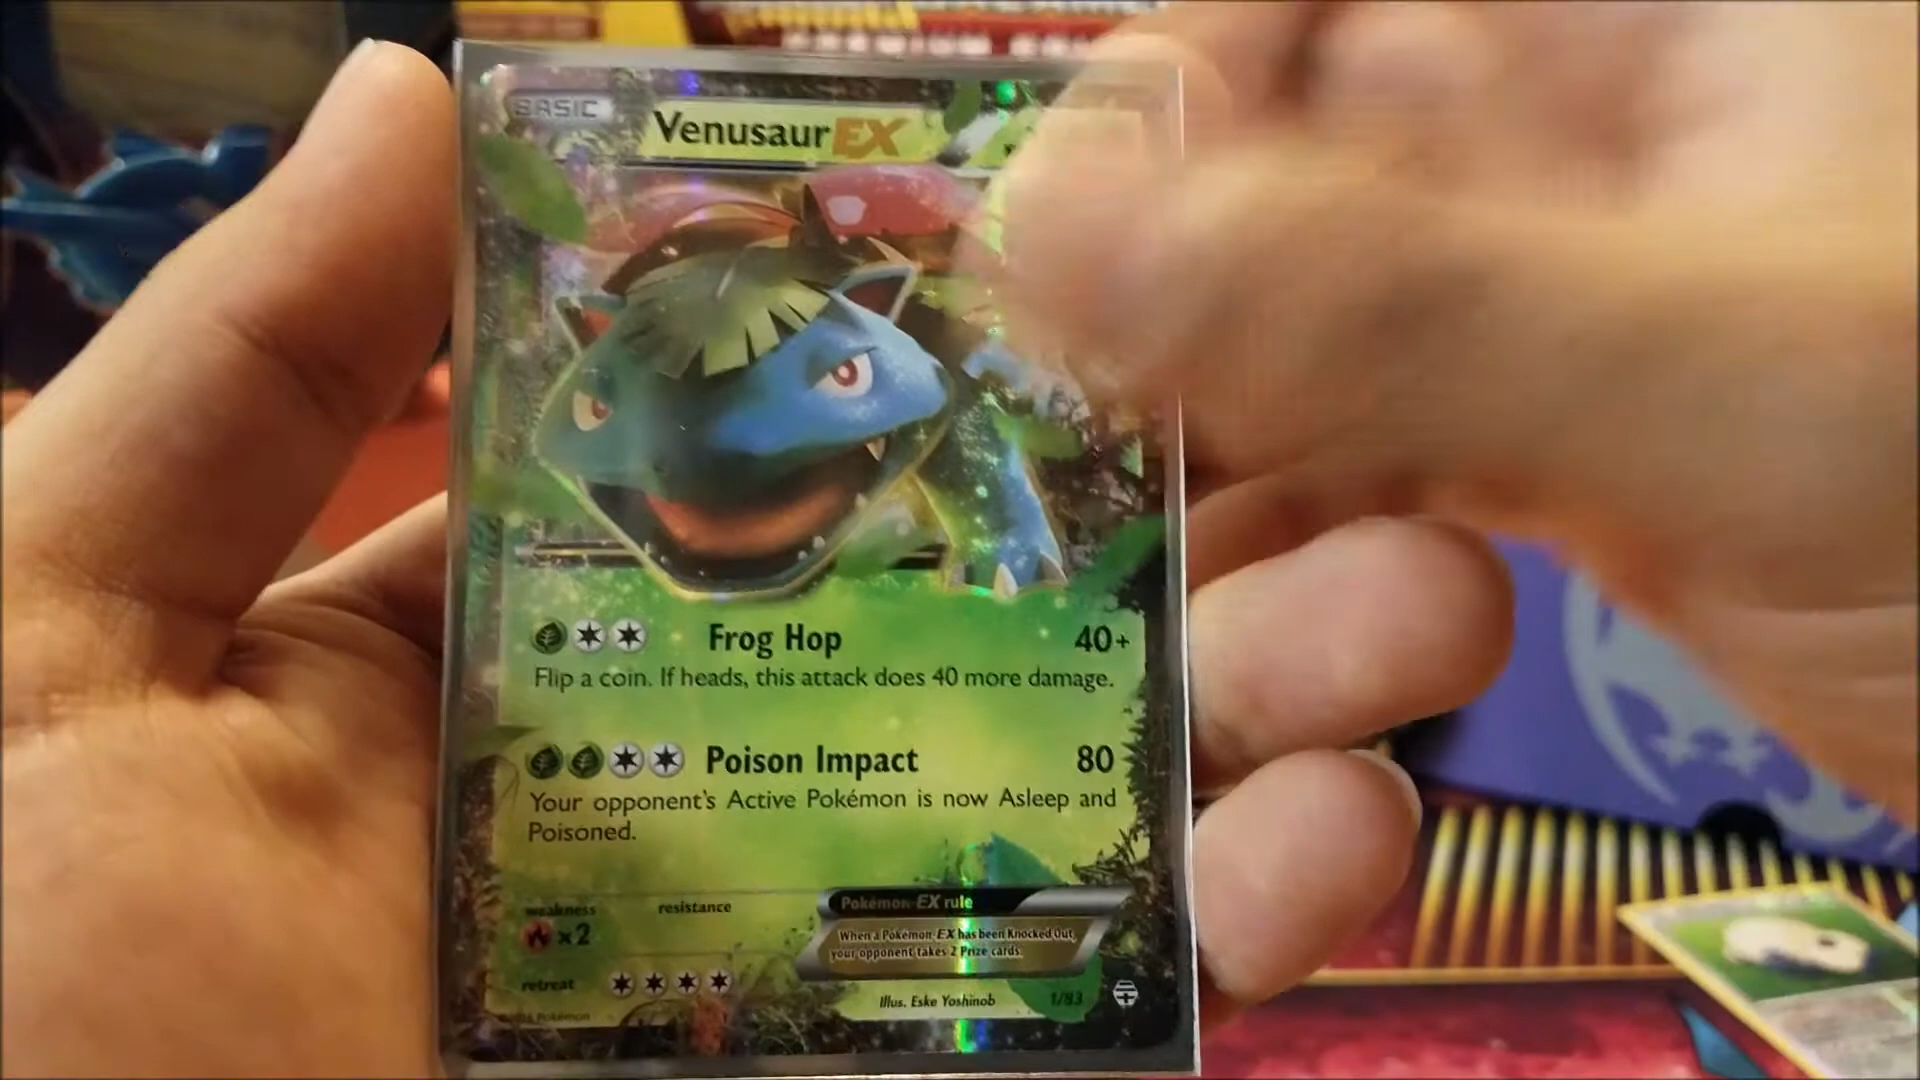 BASIC
Venusaur EX
Frog Hop 40+
Flip a coin. If heads, this attack does 40 more damage.
Poison Impact 80
Your opponent's Active Pokémon is now Asleep and
Poisoned.
weakness resistance
×2
Pokémon-EX rule
When a Pokémon-EX has been Knocked Out,
your opponent takes 2 Prize cards.
retreat
Illus. Eske Yoshinob 1/83
Pokémon